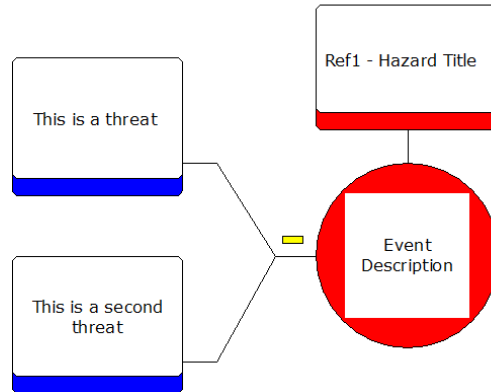 Ref1 - Hazard Title
This is a threat
Event
Description
This is a second
threat